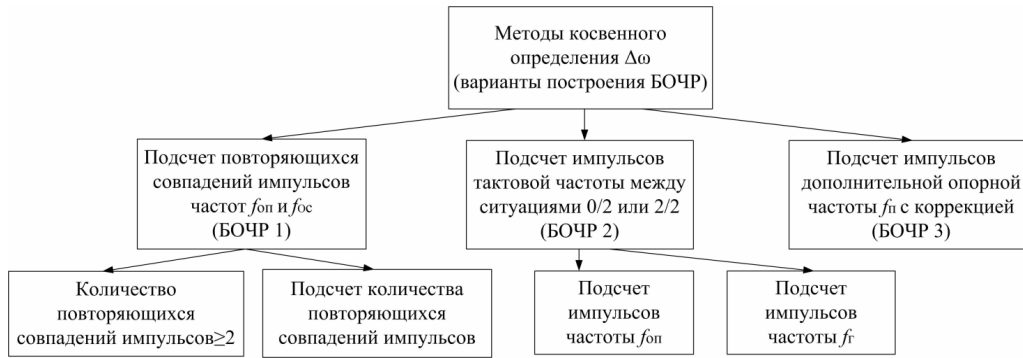 Методы косвенного
определения Δω
(варианты построения БОЧР)
Подсчет повторяющихся
совпадений импульсов
частот fоп и fос
(БОЧР 1)
Подсчет импульсов
тактовой частоты между
ситуациями 0/2 или 2/2
(БОЧР 2)
Подсчет импульсов
дополнительной опорной
частоты fп с коррекцией
(БОЧР 3)
Количество
повторяющихся
совпадений импульсов≥2
Подсчет количества
повторяющихся
совпадений импульсов
Подсчет
импульсов
частоты fоп
Подсчет
импульсов
частоты fг